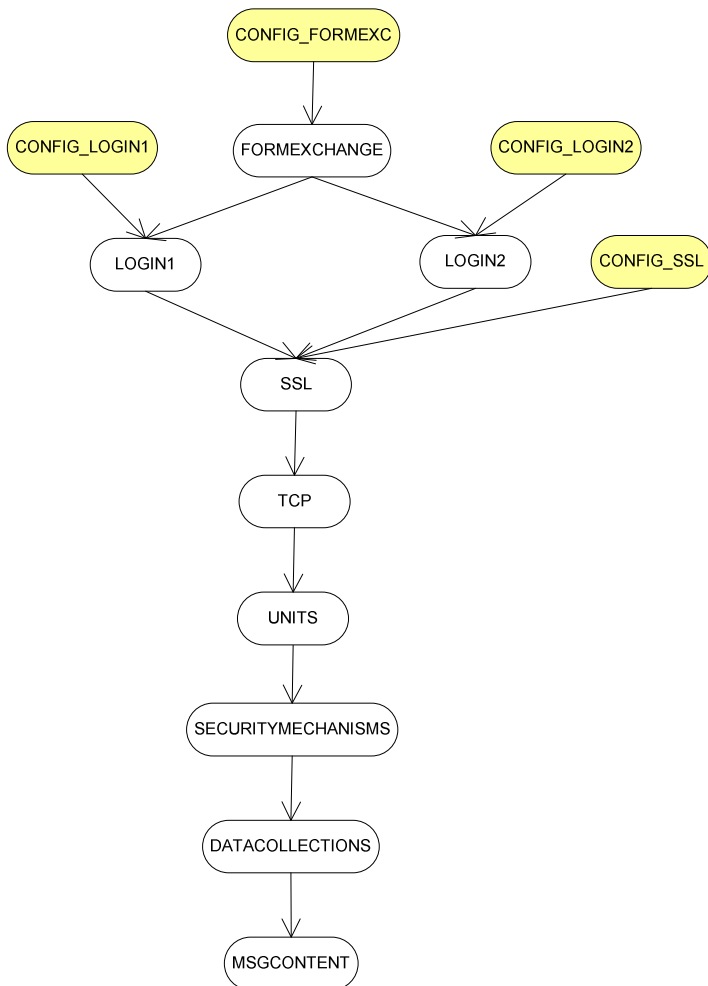 CONFIG_FORMEXC
CONFIG_LOGIN1
FORMEXCHANGE
CONFIG_LOGIN2
LOGIN1
LOGIN2
CONFIG_SSL
SSL
TCP
UNITS
SECURITYMECHANISMS
DATACOLLECTIONS
MSGCONTENT